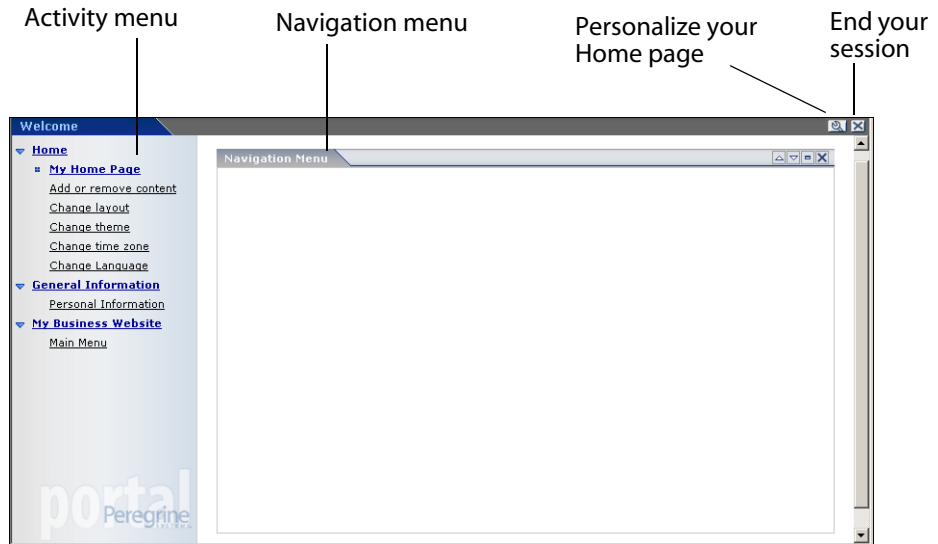 Activity menu
Navigation menu
Personalize your
Home page
End your
session
Welcome
Home
My Home Page
Add or remove content
Change layout
Change theme
Change time zone
Change Language
General Information
Personal Information
My Business Website
Main Menu
Navigation Menu
portal
Peregrine
SYSTEMS